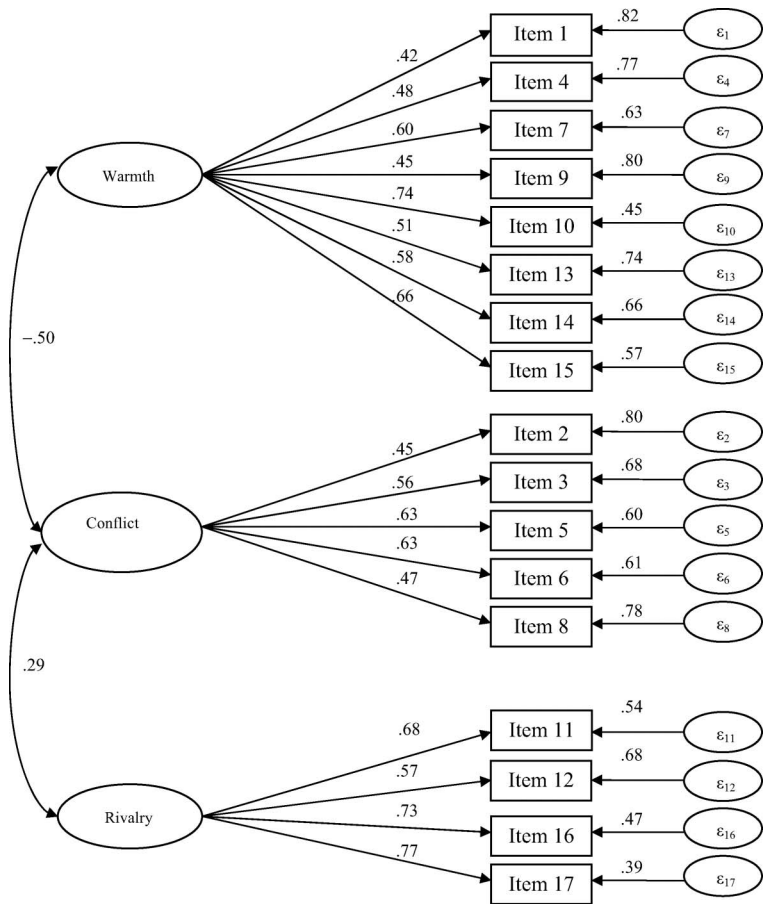 .42 Item 1 .82 ε1
.48 Item 4 .77 ε4
.60 Item 7 .63 ε7
Warmth .45 Item 9 .80 ε9
.74 Item 10 .45 ε10
.51 Item 13 .74 ε13
.58 Item 14 .66 ε14
.66 Item 15 .57 ε15
–.50
.45 Item 2 .80 ε2
.56 Item 3 .68 ε3
Conflict .63 Item 5 .60 ε5
.63 Item 6 .61 ε6
.47 Item 8 .78 ε8
.29
.68 Item 11 .54 ε11
.57 Item 12 .68 ε12
Rivalry .73 Item 16 .47 ε16
.77 Item 17 .39 ε17